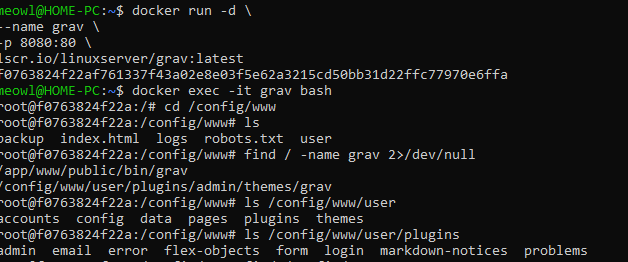 meowl@HOME-PC:~$ docker run -d \
--name grav \
-p 8080:80 \
lscr.io/linuxserver/grav:latest
f0763824f22af761337f43a02e8e03f5e62a3215cd50bb31d22ffc77970e6ffa
meowl@HOME-PC:~$ docker exec -it grav bash
root@f0763824f22a:/# cd /config/www
root@f0763824f22a:/config/www# ls
backup index.html logs robots.txt user
root@f0763824f22a:/config/www# find / -name grav 2>/dev/null
/app/www/public/bin/grav
/config/www/user/plugins/admin/themes/grav
root@f0763824f22a:/config/www# ls /config/www/user
accounts config data pages plugins themes
root@f0763824f22a:/config/www# ls /config/www/user/plugins
admin email error flex-objects form login markdown-notices problems